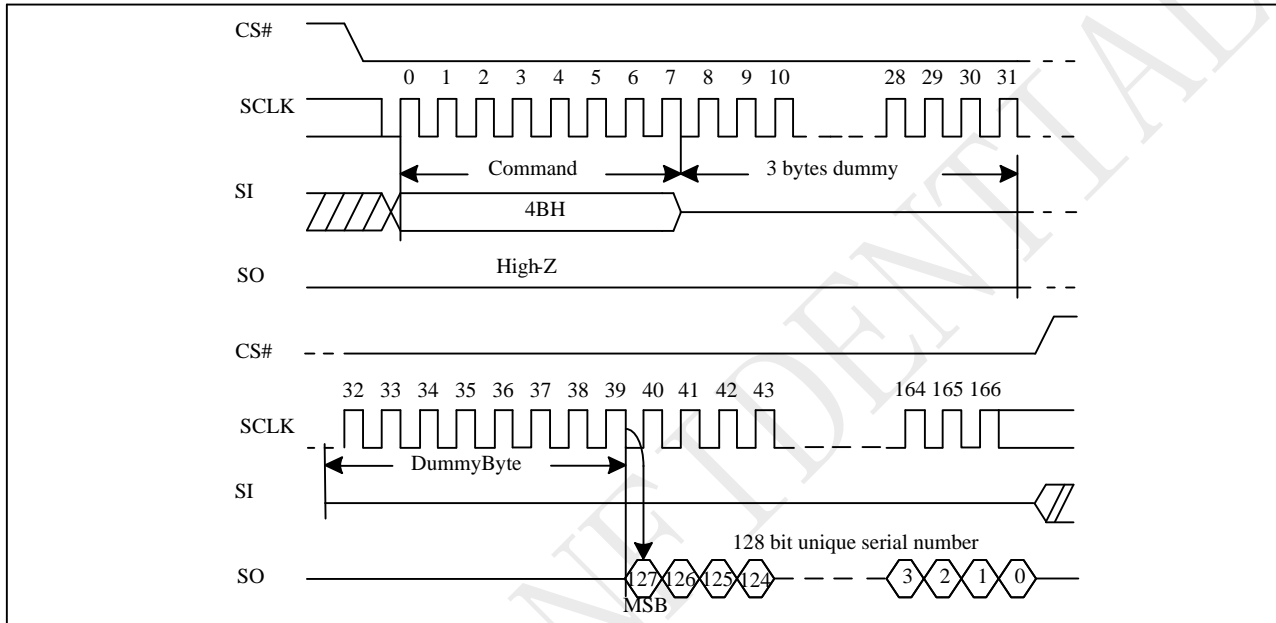 CS#
0 1 2 3 4 5 6 7 8 9 10 28 29 30 31
SCLK
Command 3 bytes dummy
SI
4BH
High-Z
SO
CS#
32 33 34 35 36 37 38 39 40 41 42 43 164 165 166
SCLK
DummyByte
SI
128 bit unique serial number
SO 127 126 125 124 3 2 1 0
MSB